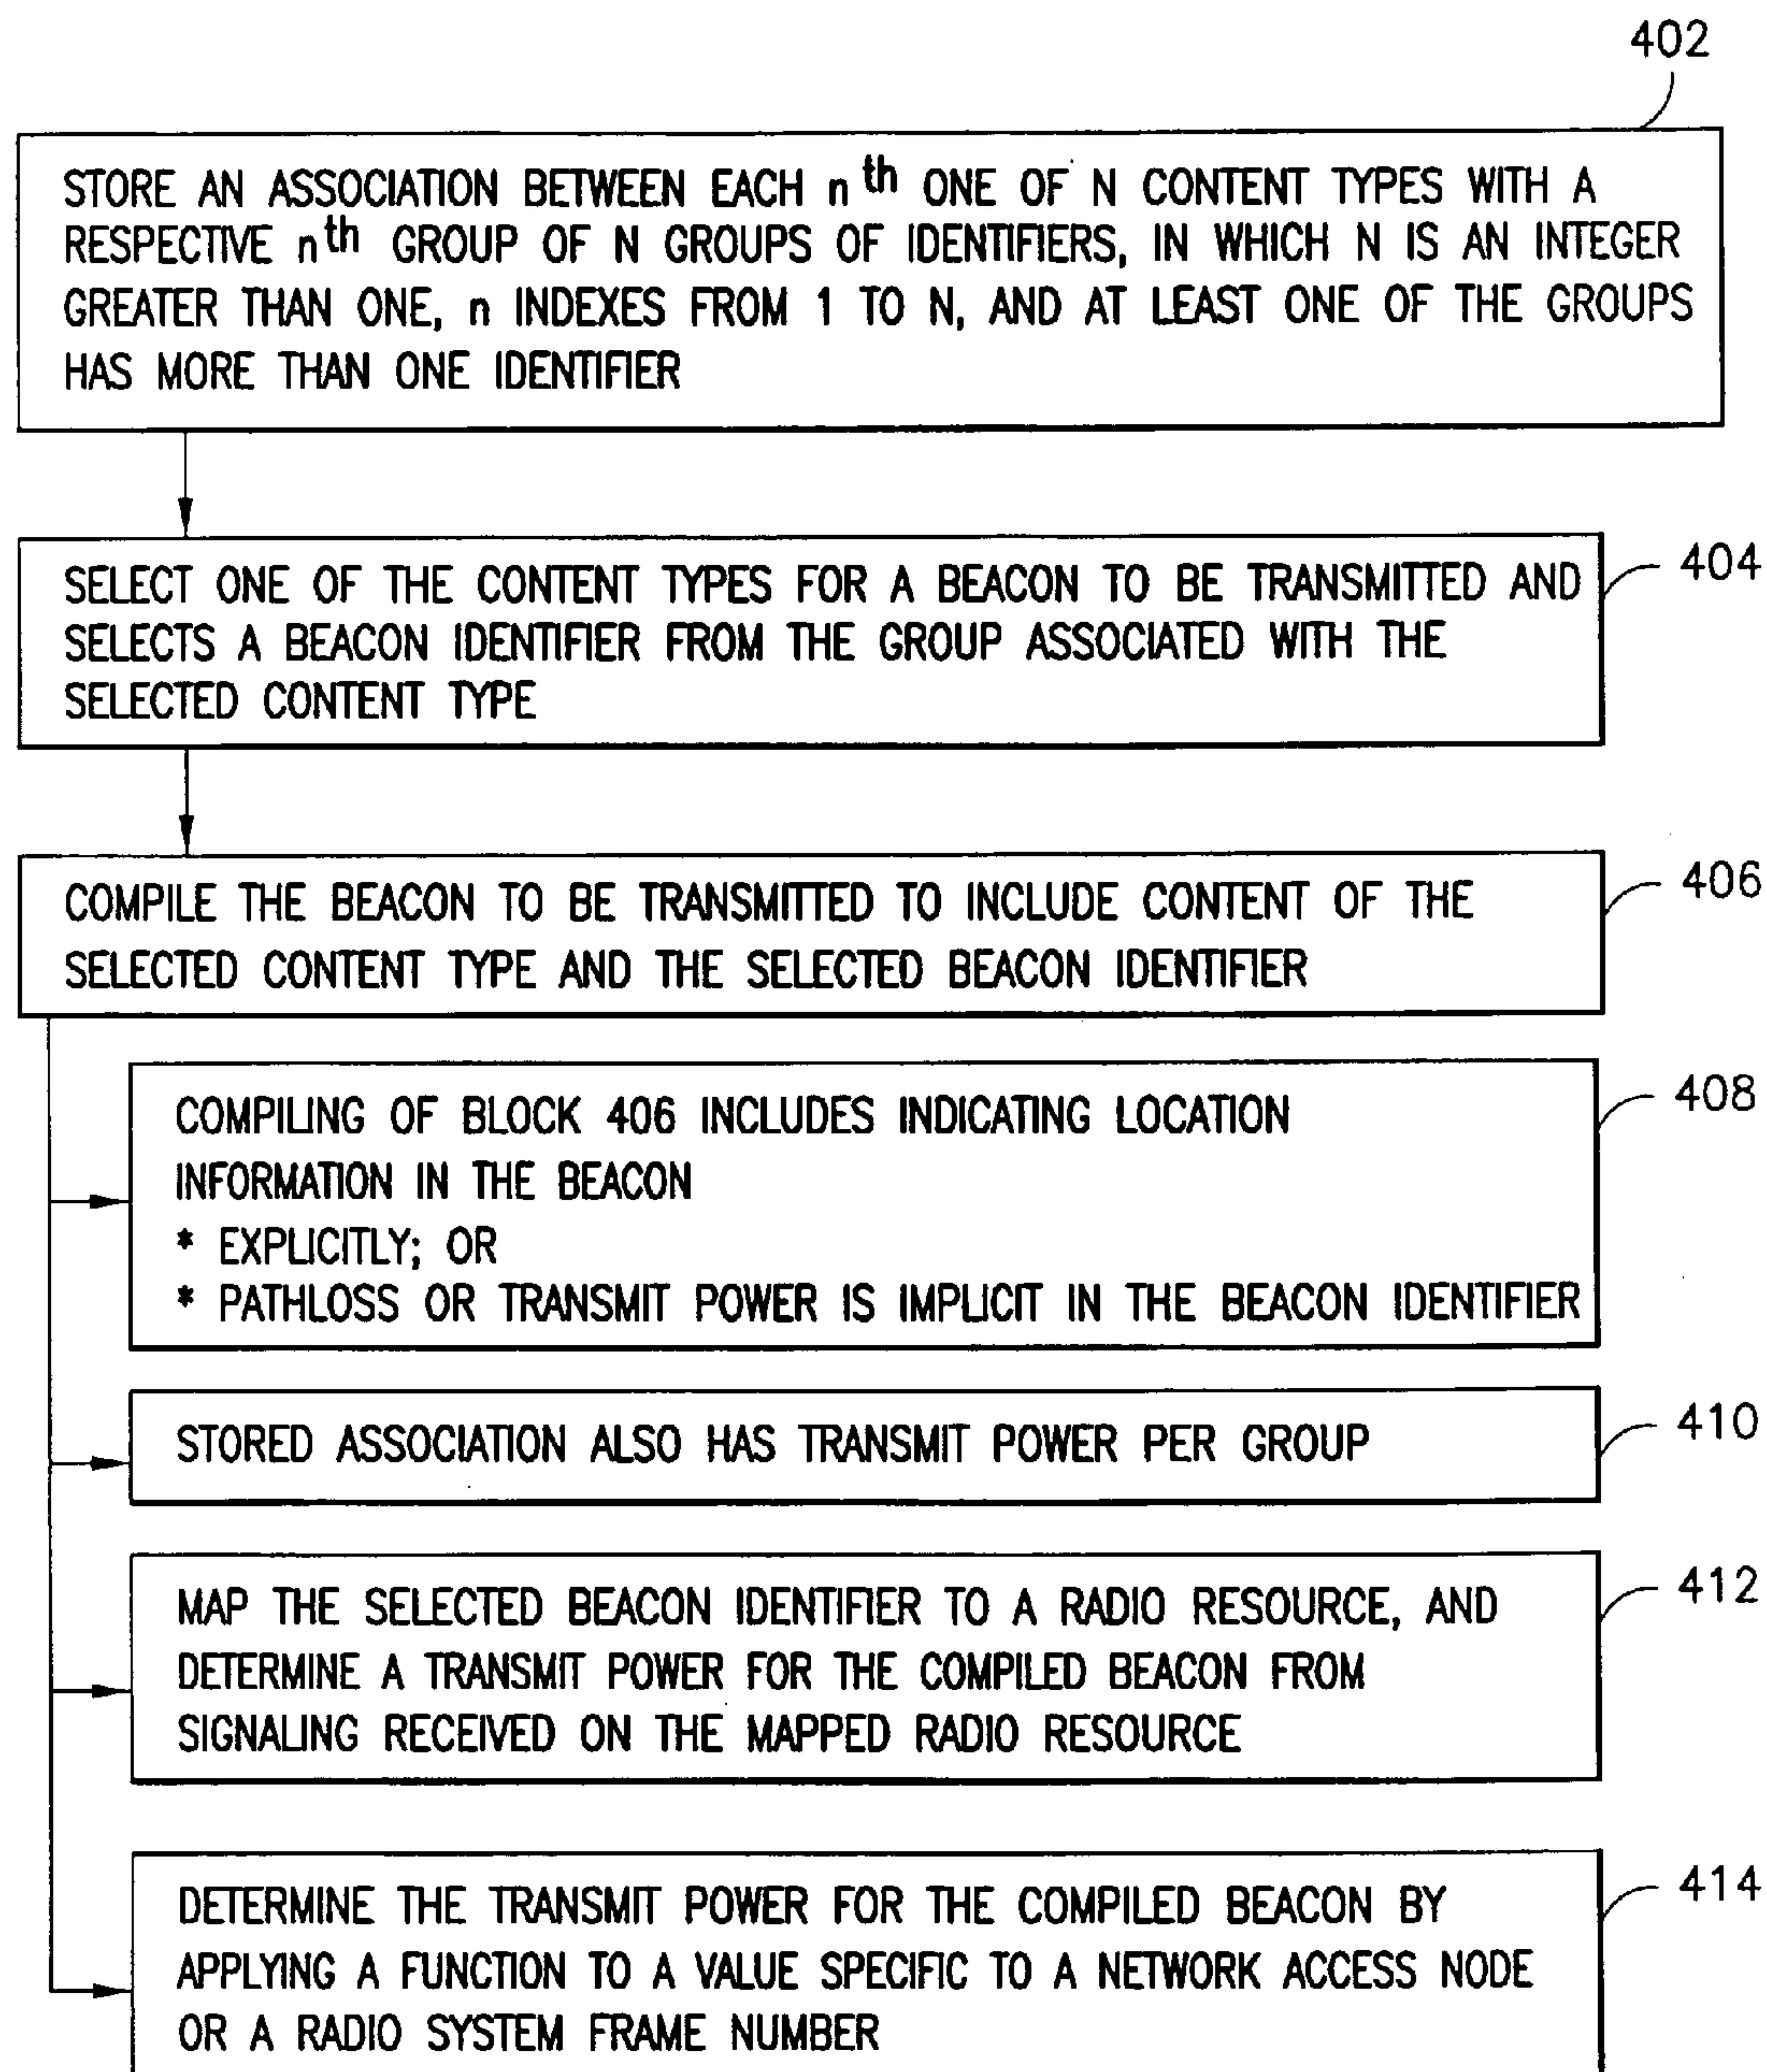 402
STORE AN ASSOCIATION BETWEEN EACH nth ONE OF N CONTENT TYPES WITH A
RESPECTIVE nth GROUP OF N GROUPS OF IDENTIFIERS, IN WHICH N IS AN INTEGER
GREATER THAN ONE, n INDEXES FROM 1 TO N, AND AT LEAST ONE OF THE GROUPS
HAS MORE THAN ONE IDENTIFIER
SELECT ONE OF THE CONTENT TYPES FOR A BEACON TO BE TRANSMITTED AND
SELECTS A BEACON IDENTIFIER FROM THE GROUP ASSOCIATED WITH THE
SELECTED CONTENT TYPE
404
COMPILE THE BEACON TO BE TRANSMITTED TO INCLUDE CONTENT OF THE
SELECTED CONTENT TYPE AND THE SELECTED BEACON IDENTIFIER
406
COMPILING OF BLOCK 406 INCLUDES INDICATING LOCATION
INFORMATION IN THE BEACON
* EXPLICITLY; OR
* PATHLOSS OR TRANSMIT POWER IS IMPLICIT IN THE BEACON IDENTIFIER
408
STORED ASSOCIATION ALSO HAS TRANSMIT POWER PER GROUP
410
MAP THE SELECTED BEACON IDENTIFIER TO A RADIO RESOURCE, AND
DETERMINE A TRANSMIT POWER FOR THE COMPILED BEACON FROM
SIGNALING RECEIVED ON THE MAPPED RADIO RESOURCE
412
DETERMINE THE TRANSMIT POWER FOR THE COMPILED BEACON BY
APPLYING A FUNCTION TO A VALUE SPECIFIC TO A NETWORK ACCESS NODE
OR A RADIO SYSTEM FRAME NUMBER
414